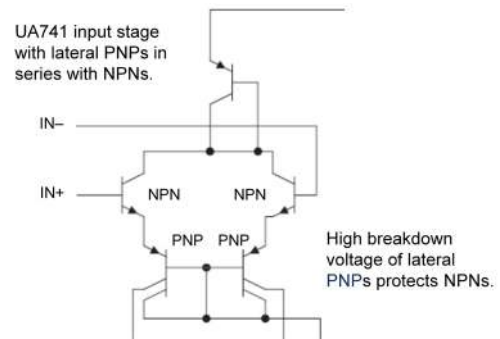 UA741 input stage
with lateral PNPs in
series with NPNs.
IN–
IN+
NPN
NPN
PNP
PNP
High breakdown
voltage of lateral
PNPs protects NPNs.